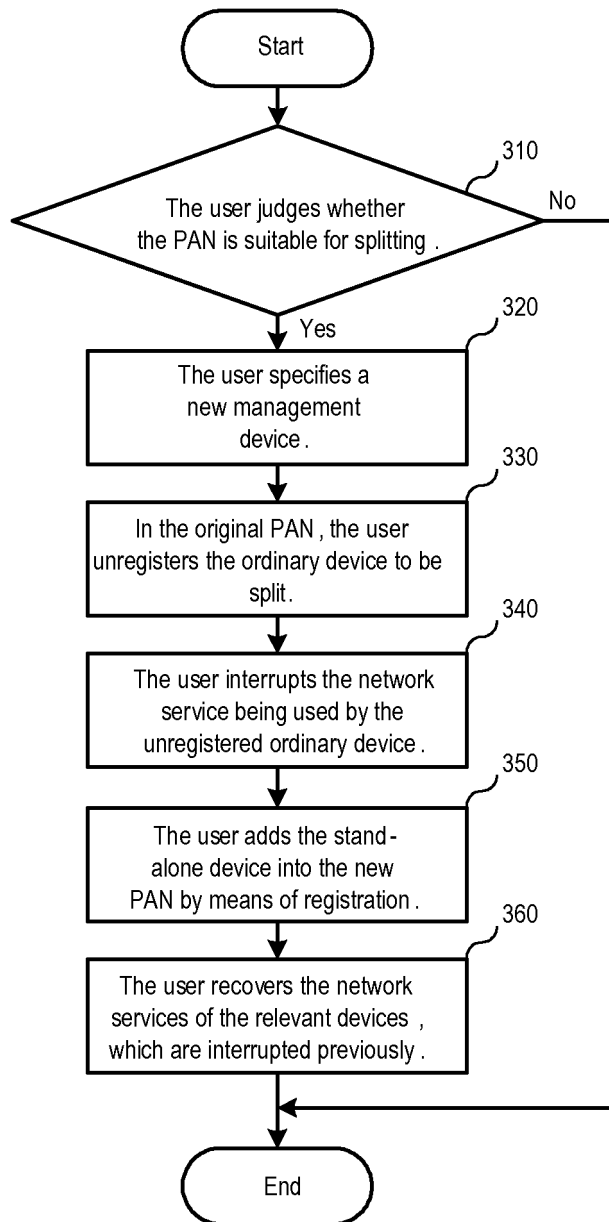 Start
310
The user judges whether
the PAN is suitable for splitting .
No
Yes
320
The user specifies a
new management
device .
330
In the original PAN , the user
unregisters the ordinary device to be
split.
340
The user interrupts the network
service being used by the
unregistered ordinary device .
350
The user adds the stand-
alone device into the new
PAN by means of registration .
360
The user recovers the network
services of the relevant devices ,
which are interrupted previously .
End